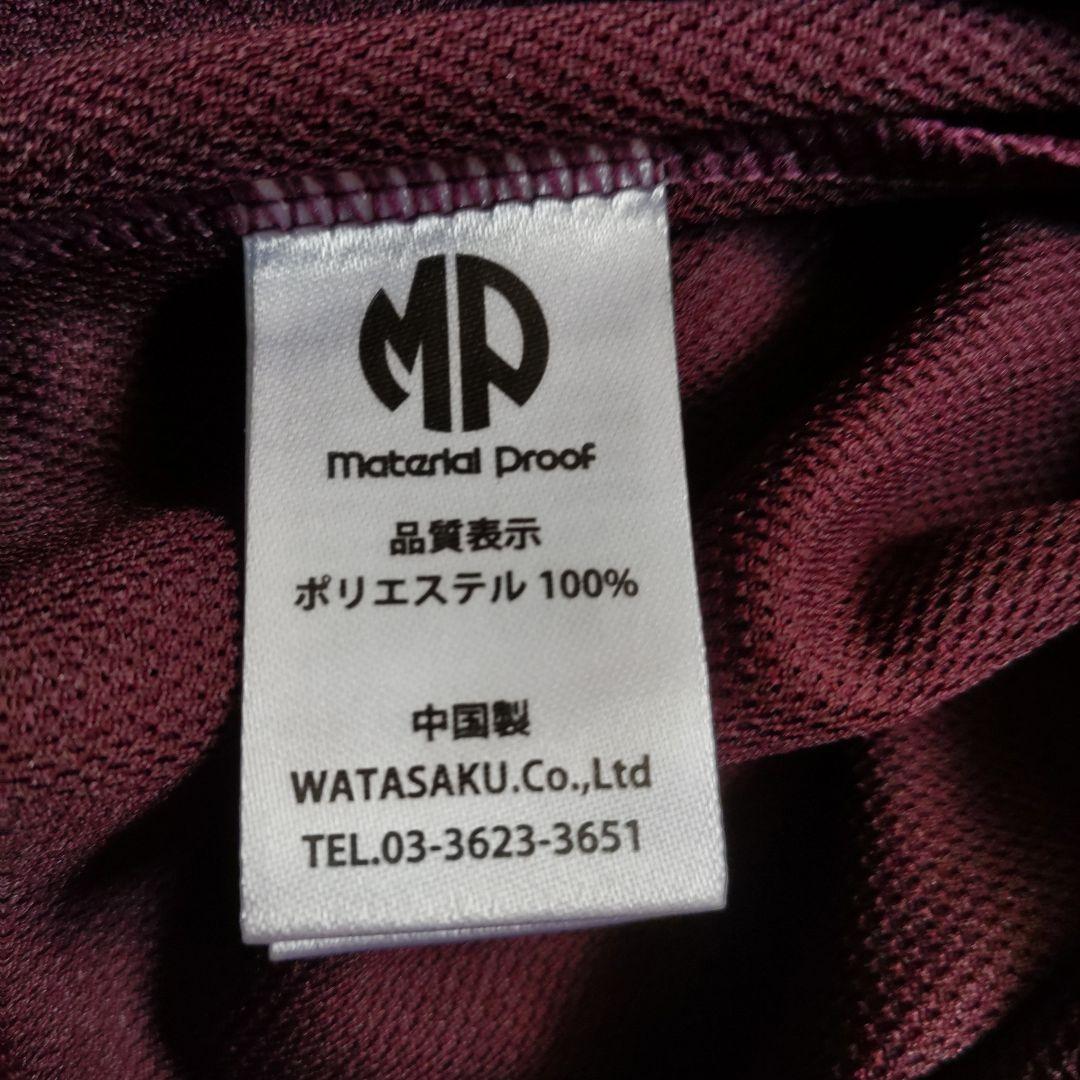 MP
Material Proof
品質表示
ポリエステル 100%
中国製
WATASAKU.Co.,Ltd
TEL.03-3623-3651